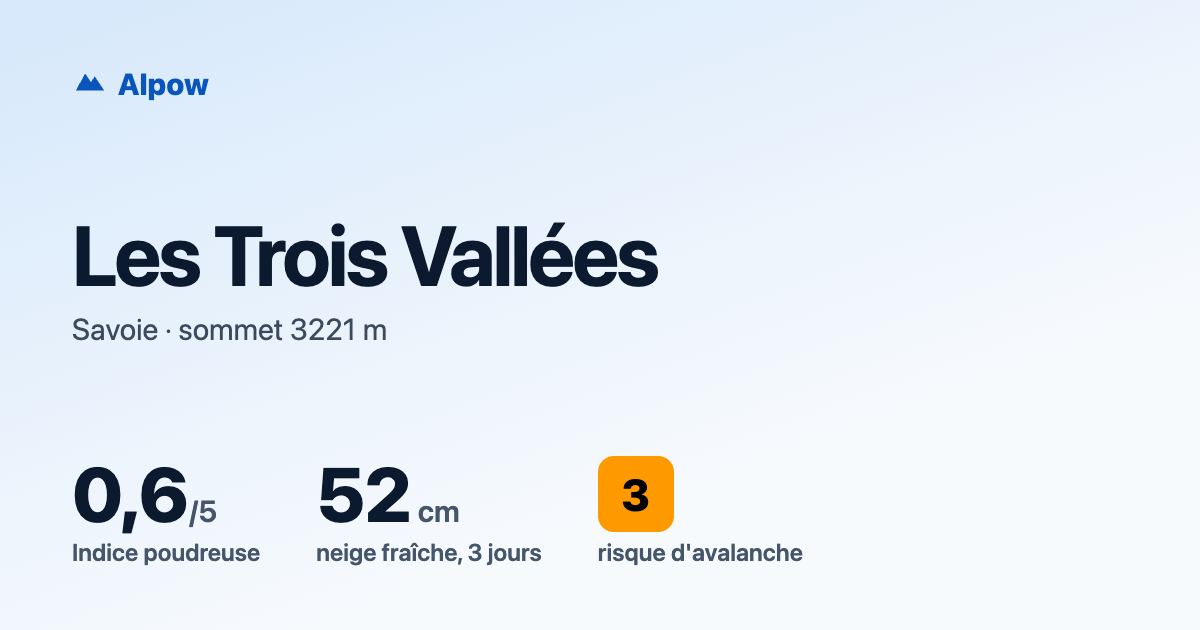 Alpow
Les Trois Vallées
Savoie · sommet 3221 m
0,6/5
Indice poudreuse
52 cm
neige fraîche, 3 jours
3
risque d'avalanche